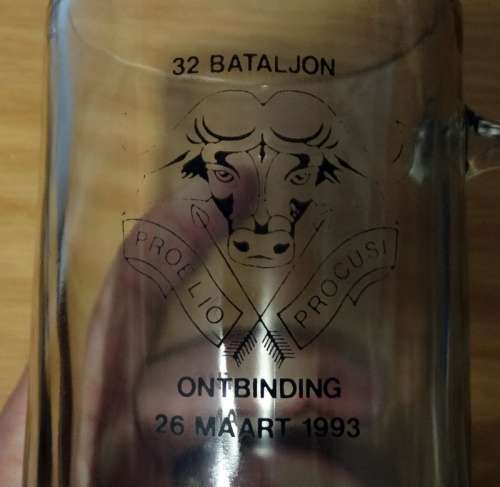 32 BATALJON
PROELIO PROCUSI
ONTBINDING
26 MAART 1993